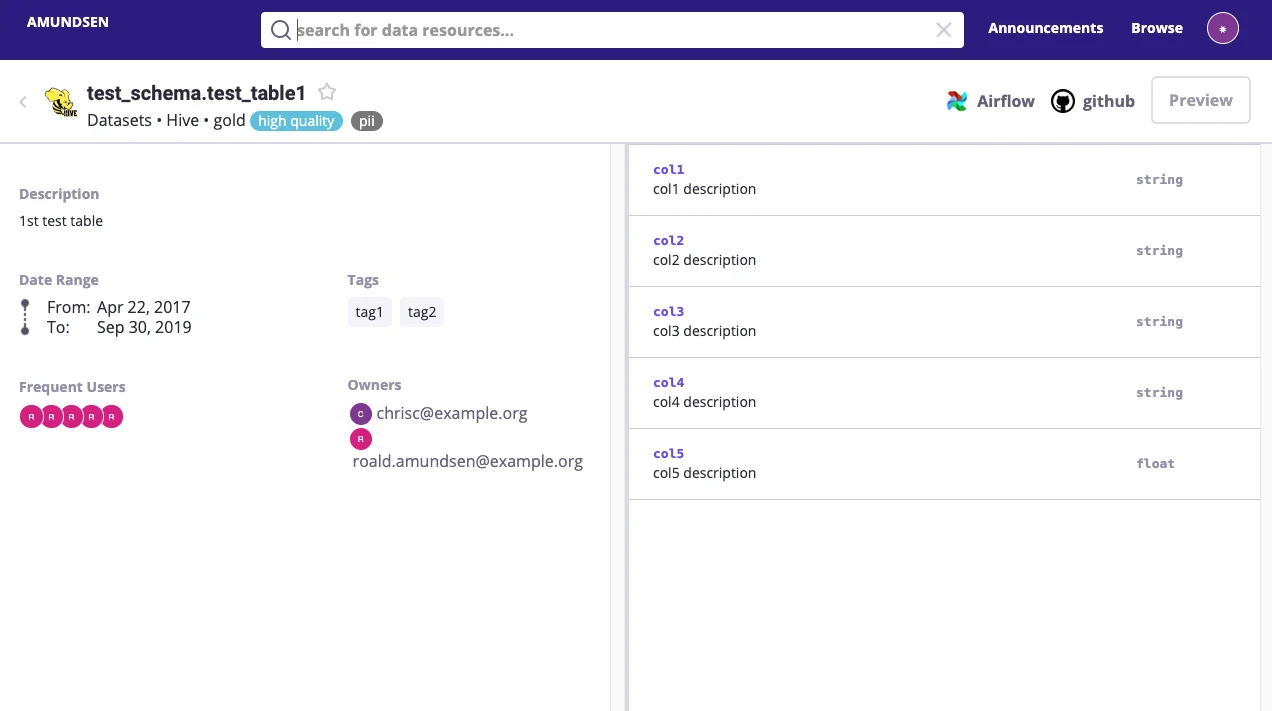 AMUNDSEN
search for data resources...
Announcements
Browse
*
HIVE
test_schema.test_table1
Datasets • Hive • gold high quality pii
Airflow
github
Preview
Description
1st test table
Date Range
From: Apr 22, 2017
To: Sep 30, 2019
Tags
tag1 tag2
Frequent Users
R R R R R
Owners
C chrisc@example.org
R
roald.amundsen@example.org
col1
col1 description
string
col2
col2 description
string
col3
col3 description
string
col4
col4 description
string
col5
col5 description
float